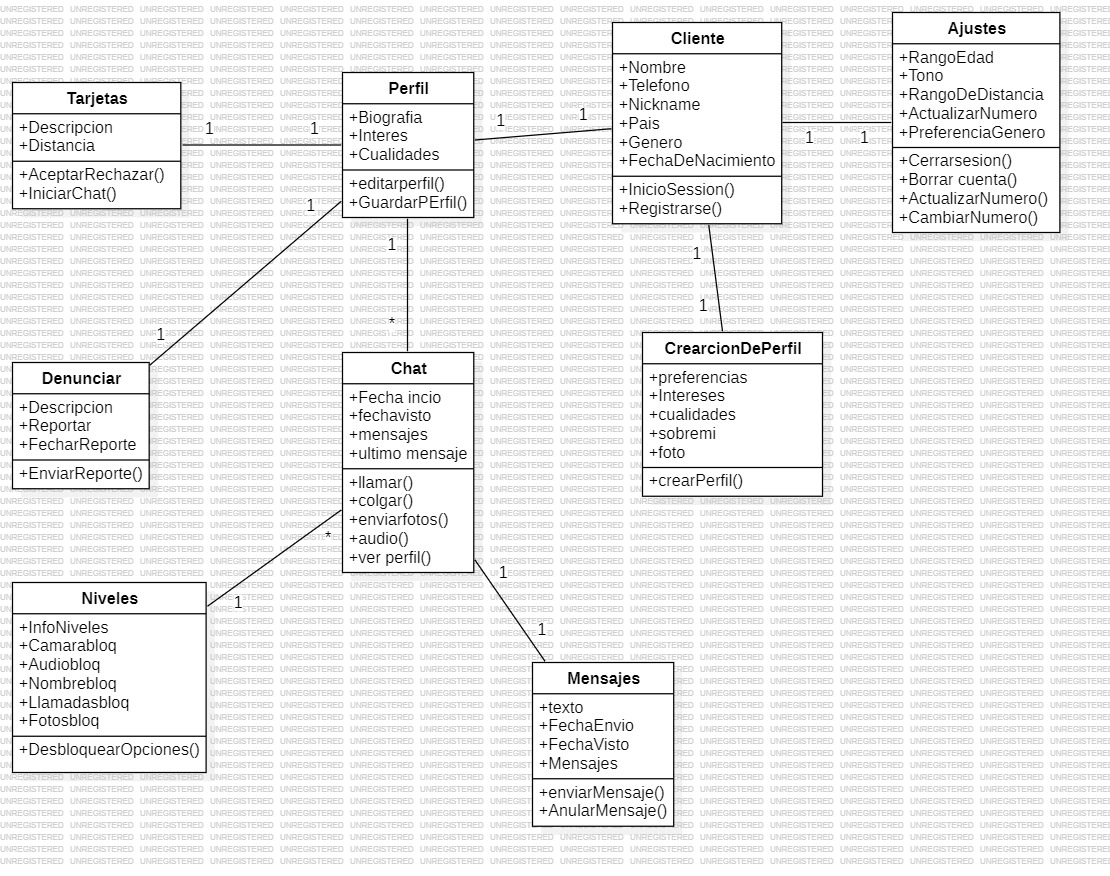 Tarjetas
+Descripcion
+Distancia
+AceptarRechazar()
+IniciarChat()
1
1
Perfil
+Biografia
+Interes
+Cualidades
+editarperfil()
+GuardarPErfil()
1
1
Cliente
+Nombre
+Telefono
+Nickname
+Pais
+Genero
+FechaDeNacimiento
+InicioSession()
+Registrarse()
1
1
Ajustes
+RangoEdad
+Tono
+RangoDeDistancia
+ActualizarNumero
+PreferenciaGenero
+Cerrarsesion()
+Borrar cuenta()
+ActualizarNumero()
+CambiarNumero()
1
1
1
*
1
1
Denunciar
+Descripcion
+Reportar
+FecharReporte
+EnviarReporte()
Chat
+Fecha incio
+fechavisto
+mensajes
+ultimo mensaje
+llamar()
+colgar()
+enviarfotos()
+audio()
+ver perfil()
CrearcionDePerfil
+preferencias
+Intereses
+cualidades
+sobremi
+foto
+crearPerfil()
*
1
1
1
Niveles
+InfoNiveles
+Camarabloq
+Audiobloq
+Nombrebloq
+Llamadasbloq
+Fotosbloq
+DesbloquearOpciones()
Mensajes
+texto
+FechaEnvio
+FechaVisto
+Mensajes
+enviarMensaje()
+AnularMensaje()
UNREGISTERED